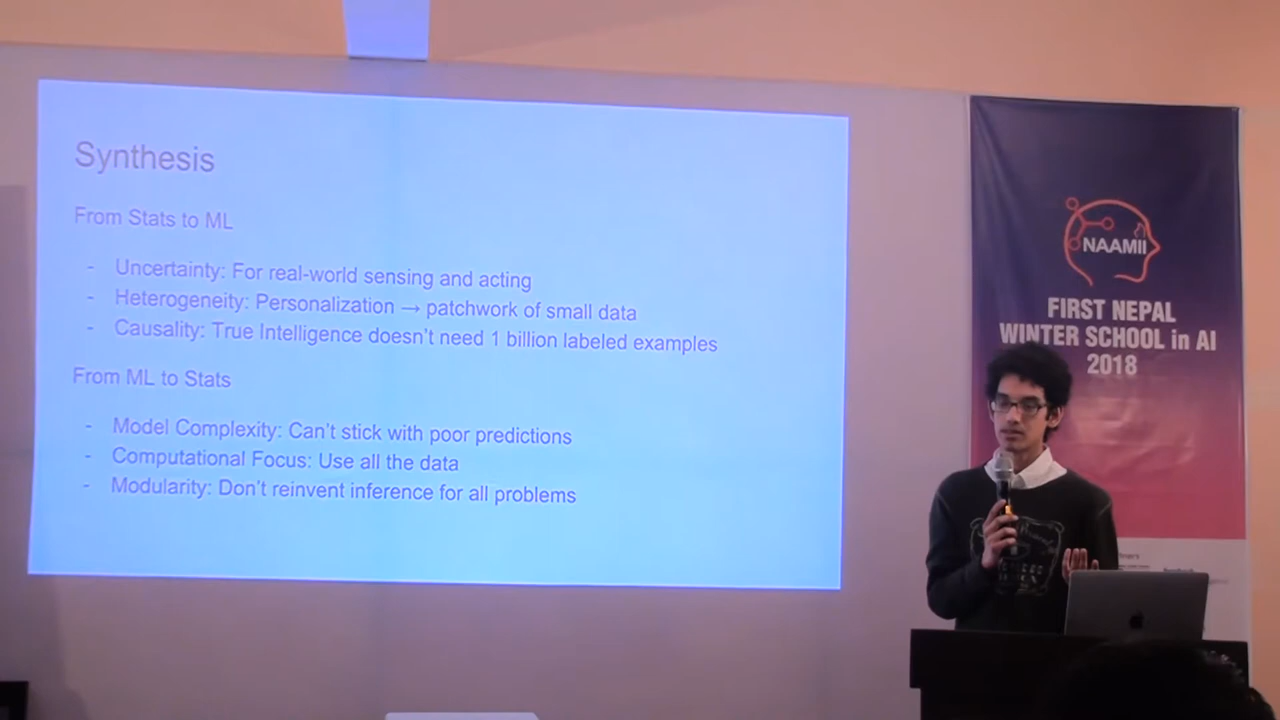 Synthesis
From Stats to ML
- Uncertainty: For real-world sensing and acting
- Heterogeneity: Personalization → patchwork of small data
- Causality: True Intelligence doesn't need 1 billion labeled examples
From ML to Stats
- Model Complexity: Can't stick with poor predictions
- Computational Focus: Use all the data
- Modularity: Don't reinvent inference for all problems
NAAMII
FIRST NEPAL
WINTER SCHOOL in AI
2018